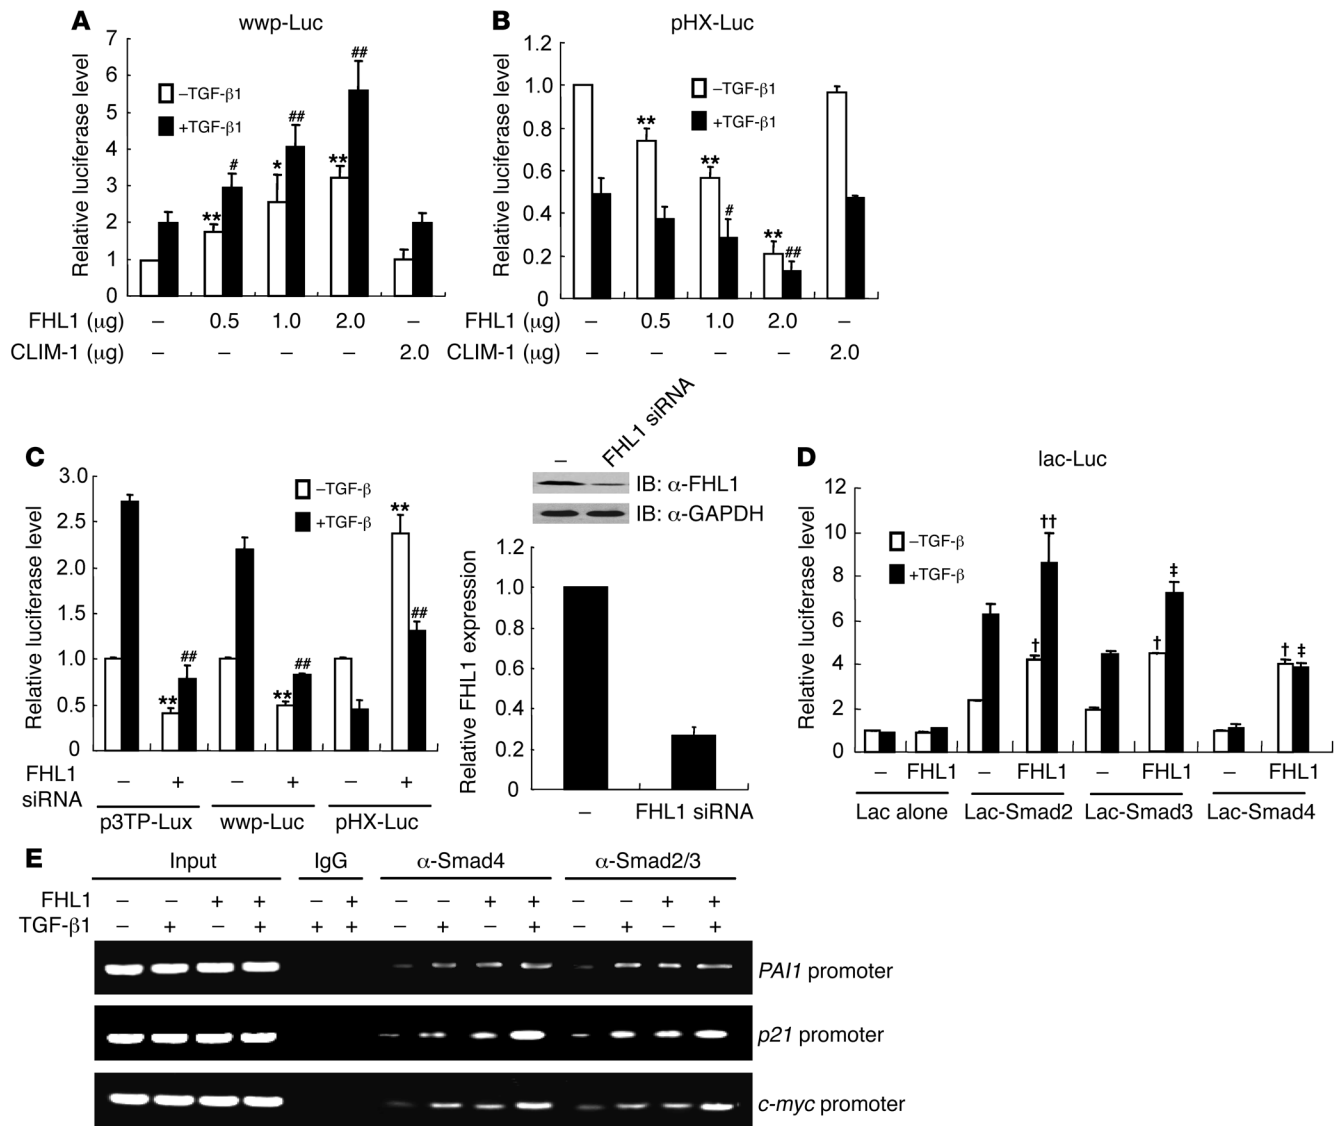 A
wwp-Luc
Relative luciferase level
7
6
5
4
3
2
1
0
–TGF-β1
+TGF-β1
**
#
*
##
**
##
FHL1 (μg) – 0.5 1.0 2.0 –
CLIM-1 (μg) – – – – 2.0
B
pHX-Luc
Relative luciferase level
1.2
1.0
0.8
0.6
0.4
0.2
0
–TGF-β1
+TGF-β1
**
**
#
**
##
FHL1 (μg) – 0.5 1.0 2.0 –
CLIM-1 (μg) – – – – 2.0
C
Relative luciferase level
3.0
2.5
2.0
1.5
1.0
0.5
0
–TGF-β
+TGF-β
**
##
**
##
**
##
FHL1 siRNA – + – + – +
p3TP-Lux wwp-Luc pHX-Luc
– FHL1 siRNA
IB: α-FHL1
IB: α-GAPDH
Relative FHL1 expression
1.2
1.0
0.8
0.6
0.4
0.2
0
– FHL1 siRNA
D
lac-Luc
Relative luciferase level
12
10
8
6
4
2
0
–TGF-β
+TGF-β
†
††
†
‡
†
‡
– FHL1 – FHL1 – FHL1 – FHL1
Lac alone Lac-Smad2 Lac-Smad3 Lac-Smad4
E
Input IgG α-Smad4 α-Smad2/3
FHL1 – – + + – + – – + + – – + +
TGF-β1 – + – + + + – + – + – + – +
PAI1 promoter
p21 promoter
c-myc promoter